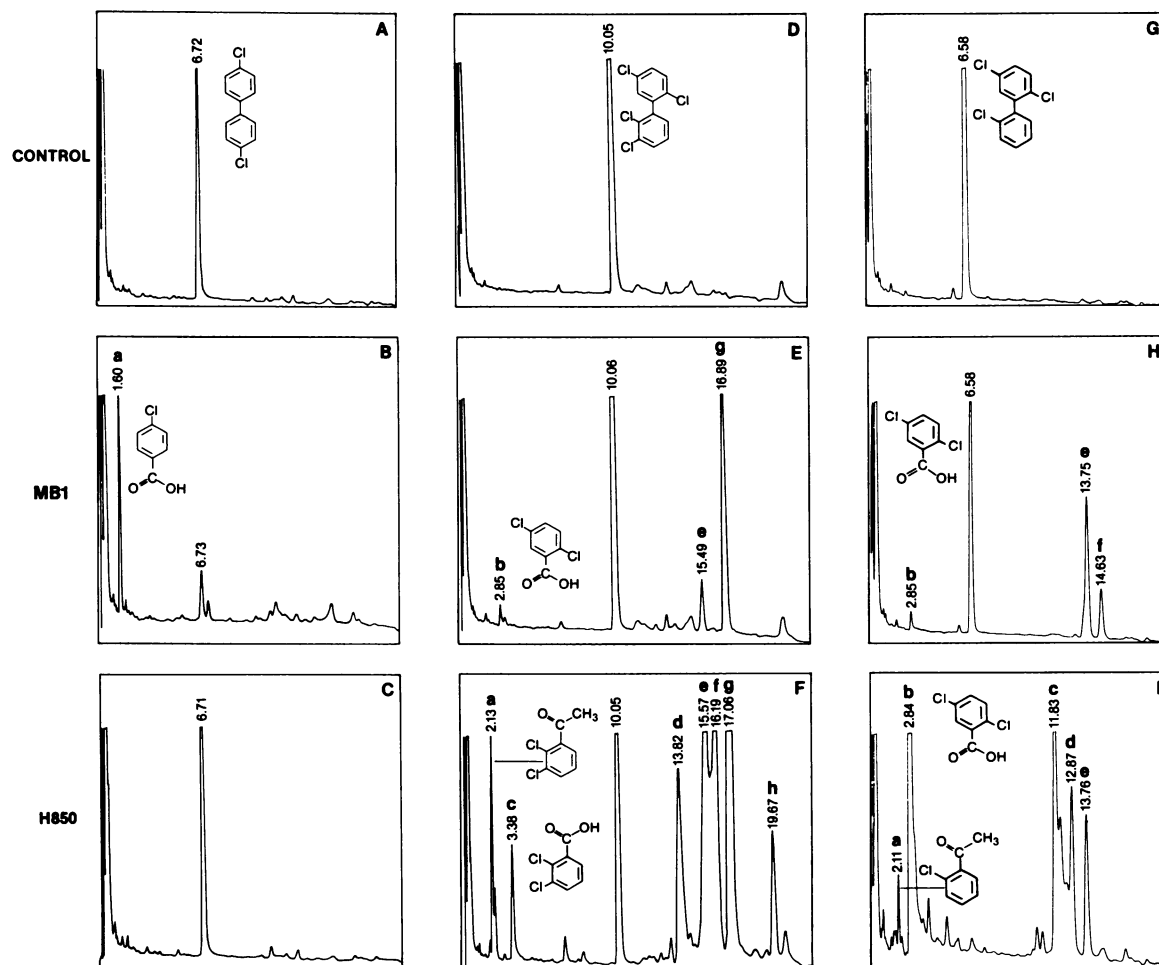 CONTROL
MB1
H850
A
6.72
Cl
Cl
D
10.05
Cl
Cl
Cl
Cl
G
6.58
Cl
Cl
Cl
B
a
1.60
Cl
C
O
OH
6.73
E
b
2.85
Cl
Cl
C
O
OH
10.06
15.49 e
g
16.89
H
b
2.85
Cl
Cl
C
O
OH
6.58
e
13.75
f
14.63
C
6.71
F
a
2.13
O
C
CH3
Cl
Cl
c
3.38
O
C
OH
Cl
Cl
10.05
d
13.82
e
15.57
f
16.19
g
17.06
h
19.67
b
2.84
Cl
Cl
C
O
OH
2.11 a
O
C
CH3
Cl
c
11.83
d
12.87
e
13.76